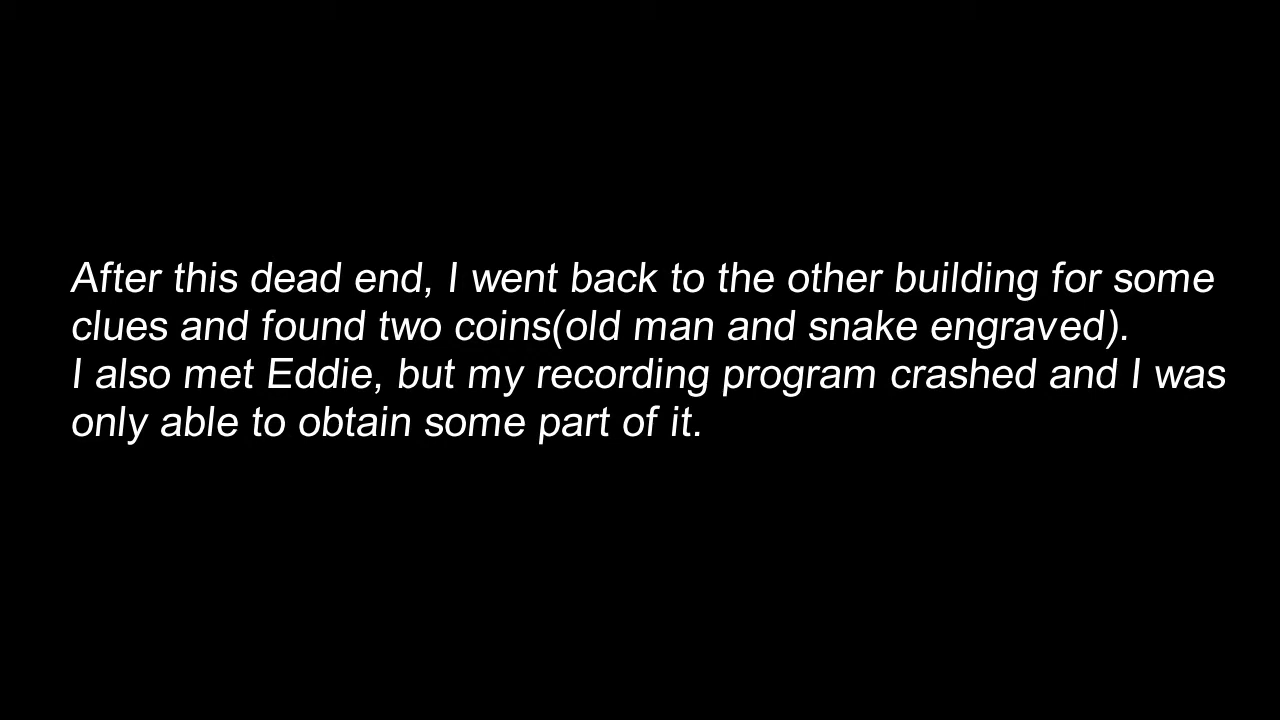 After this dead end, I went back to the other building for some
clues and found two coins(old man and snake engraved).
I also met Eddie, but my recording program crashed and I was
only able to obtain some part of it.